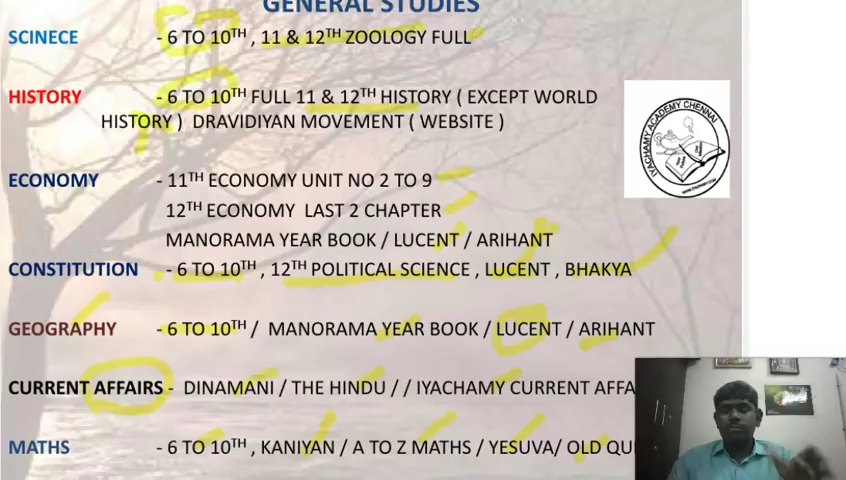 GENERAL STUDIES
SCINECE - 6 TO 10TH , 11 & 12TH ZOOLOGY FULL
HISTORY - 6 TO 10TH FULL 11 & 12TH HISTORY ( EXCEPT WORLD
HISTORY ) DRAVIDIYAN MOVEMENT ( WEBSITE )
IYACHAMY ACADEMY CHENNAI
ECONOMY - 11TH ECONOMY UNIT NO 2 TO 9
12TH ECONOMY LAST 2 CHAPTER
MANORAMA YEAR BOOK / LUCENT / ARIHANT
CONSTITUTION - 6 TO 10TH , 12TH POLITICAL SCIENCE , LUCENT , BHAKYA
GEOGRAPHY - 6 TO 10TH / MANORAMA YEAR BOOK / LUCENT / ARIHANT
CURRENT AFFAIRS - DINAMANI / THE HINDU / / IYACHAMY CURRENT AFFA
MATHS - 6 TO 10TH , KANIYAN / A TO Z MATHS / YESUVA/ OLD QU